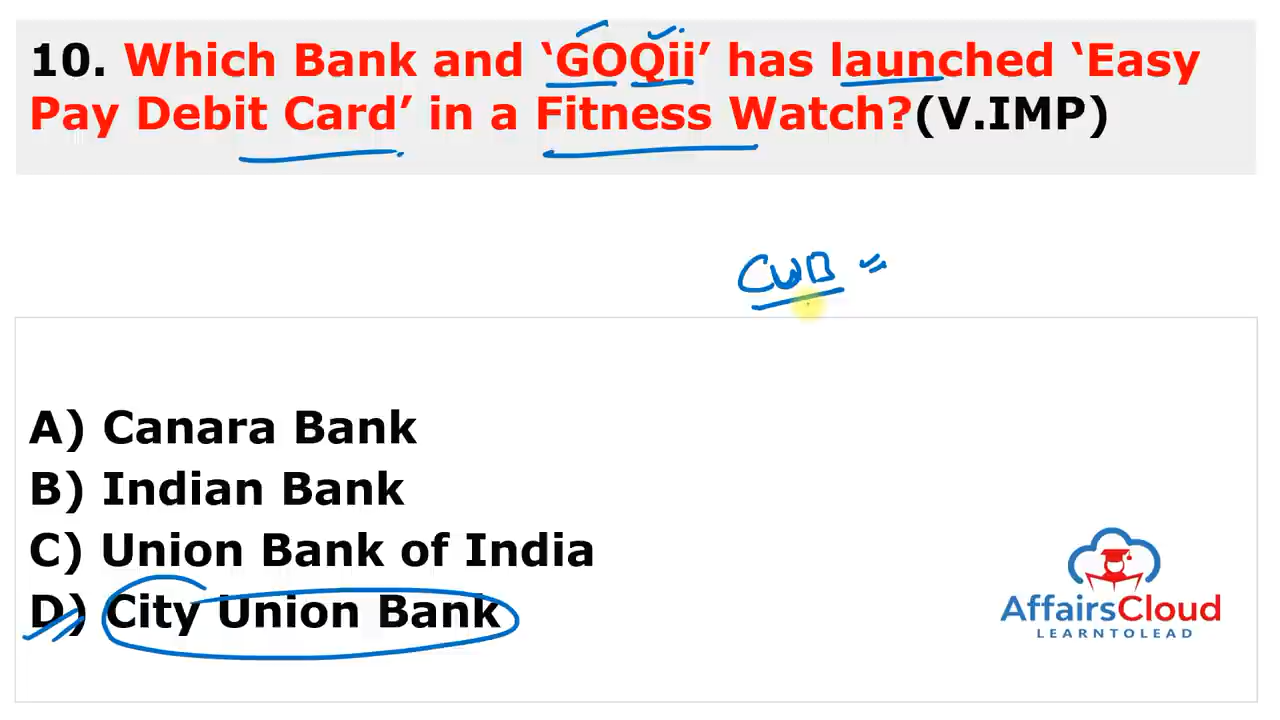 10. Which Bank and ‘GOQii’ has launched ‘Easy
Pay Debit Card’ in a Fitness Watch?(V.IMP)
CUB
A) Canara Bank
B) Indian Bank
C) Union Bank of India
D) City Union Bank
AffairsCloud
LEARNTOLEAD